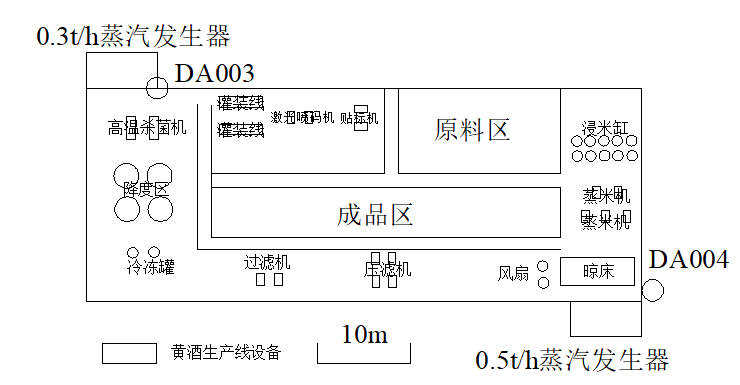 0.3t/h蒸汽发生器
DA003
高温杀菌机
灌装线
灌装线
激光喷码机
贴标机
原料区
浸米缸
降度区
成品区
蒸米机
蒸米机
冷冻罐
过滤机
压滤机
风扇
晾床
DA004
黄酒生产线设备
10m
0.5t/h蒸汽发生器